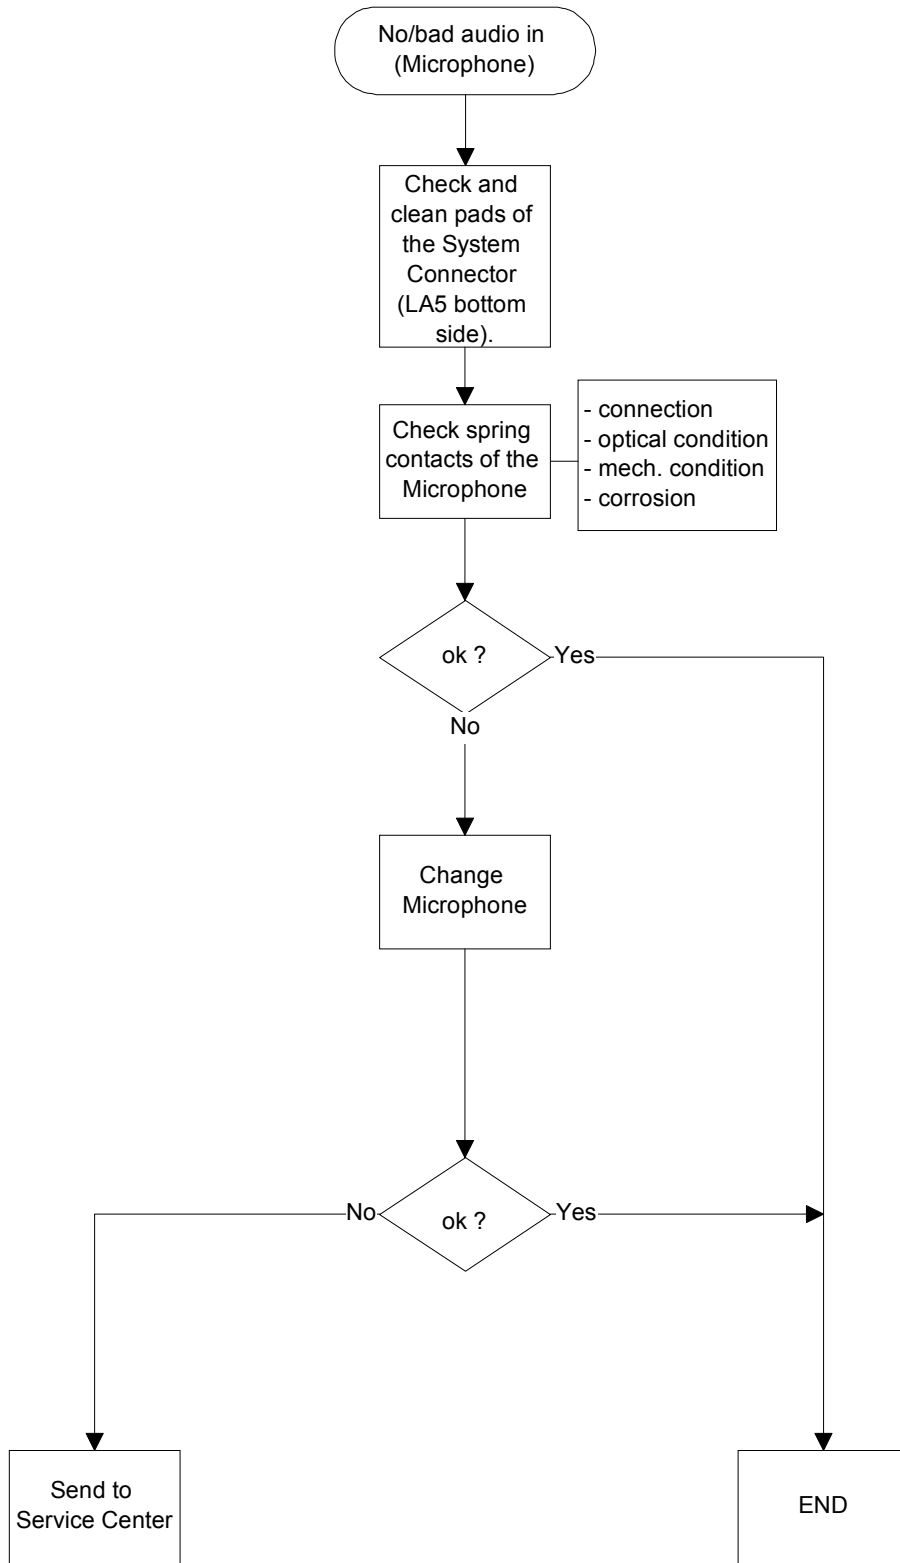 No/bad audio in
(Microphone)
Check and
clean pads of
the System
Connector
(LA5 bottom
side).
Check spring
contacts of the
Microphone
- connection
- optical condition
- mech. condition
- corrosion
ok ?
Yes
No
Change
Microphone
No
ok ?
Yes
Send to
Service Center
END